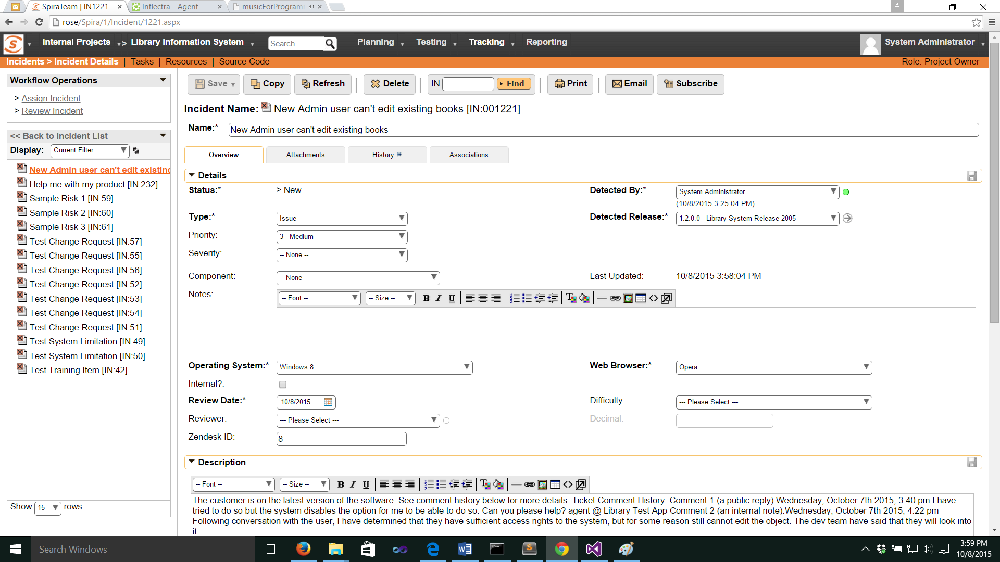 SpiraTeam | IN1221 -
Inflectra - Agent
musicForProgramm
rose/Spira/1/Incident/1221.aspx
Internal Projects > Library Information System Search Planning Testing Tracking Reporting System Administrator
Incidents > Incident Details | Tasks | Resources | Source Code Role: Project Owner
Workflow Operations
> Assign Incident
> Review Incident
<< Back to Incident List
Display: Current Filter
New Admin user can't edit existing
Help me with my product [IN:232]
Sample Risk 1 [IN:59]
Sample Risk 2 [IN:60]
Sample Risk 3 [IN:61]
Test Change Request [IN:57]
Test Change Request [IN:55]
Test Change Request [IN:56]
Test Change Request [IN:52]
Test Change Request [IN:53]
Test Change Request [IN:54]
Test Change Request [IN:51]
Test System Limitation [IN:49]
Test System Limitation [IN:50]
Test Training Item [IN:42]
Show 15 rows
Save Copy Refresh | Delete | IN Find | Print | Email Subscribe
Incident Name: New Admin user can't edit existing books [IN:001221]
Name:* New Admin user can't edit existing books
Overview Attachments History Associations
Details
Status:* > New Detected By:* System Administrator
(10/8/2015 3:25:04 PM)
Type:* Issue Detected Release:* 1.2.0.0 - Library System Release 2005
Priority: 3 - Medium
Severity: -- None --
Component: -- None -- Last Updated: 10/8/2015 3:58:04 PM
Notes: -- Font -- -- Size -- B I U
Operating System:* Windows 8 Web Browser:* Opera
Internal?:
Review Date:* 10/8/2015 Difficulty: --- Please Select ---
Reviewer: --- Please Select --- Decimal:
Zendesk ID: 8
Description
-- Font -- -- Size -- B I U
The customer is on the latest version of the software. See comment history below for more details. Ticket Comment History: Comment 1 (a public reply):Wednesday, October 7th 2015, 3:40 pm I have
tried to do so but the system disables the option for me to be able to do so. Can you please help? agent @ Library Test App Comment 2 (an internal note):Wednesday, October 7th 2015, 4:22 pm
Following conversation with the user, I have determined that they have sufficient access rights to the system, but for some reason still cannot edit the object. The dev team have said that they will look into
it.
Search Windows
3:59 PM
10/8/2015